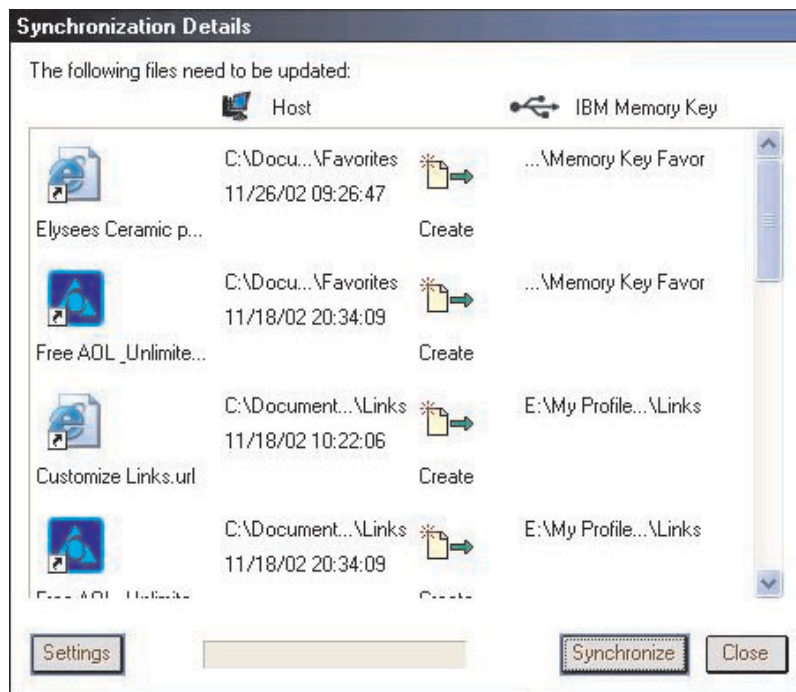 Synchronization Details
The following files need to be updated:
Host
IBM Memory Key
C:\Docu...\Favorites
...\Memory Key Favor
11/26/02 09:26:47
Elysees Ceramic p...
Create
C:\Docu...\Favorites
...\Memory Key Favor
11/18/02 20:34:09
Free AOL _Unlimite...
Create
C:\Document...\Links
E:\My Profile...\Links
11/18/02 10:22:06
Customize Links.url
Create
C:\Document...\Links
E:\My Profile...\Links
11/18/02 20:34:09
Settings
Synchronize
Close